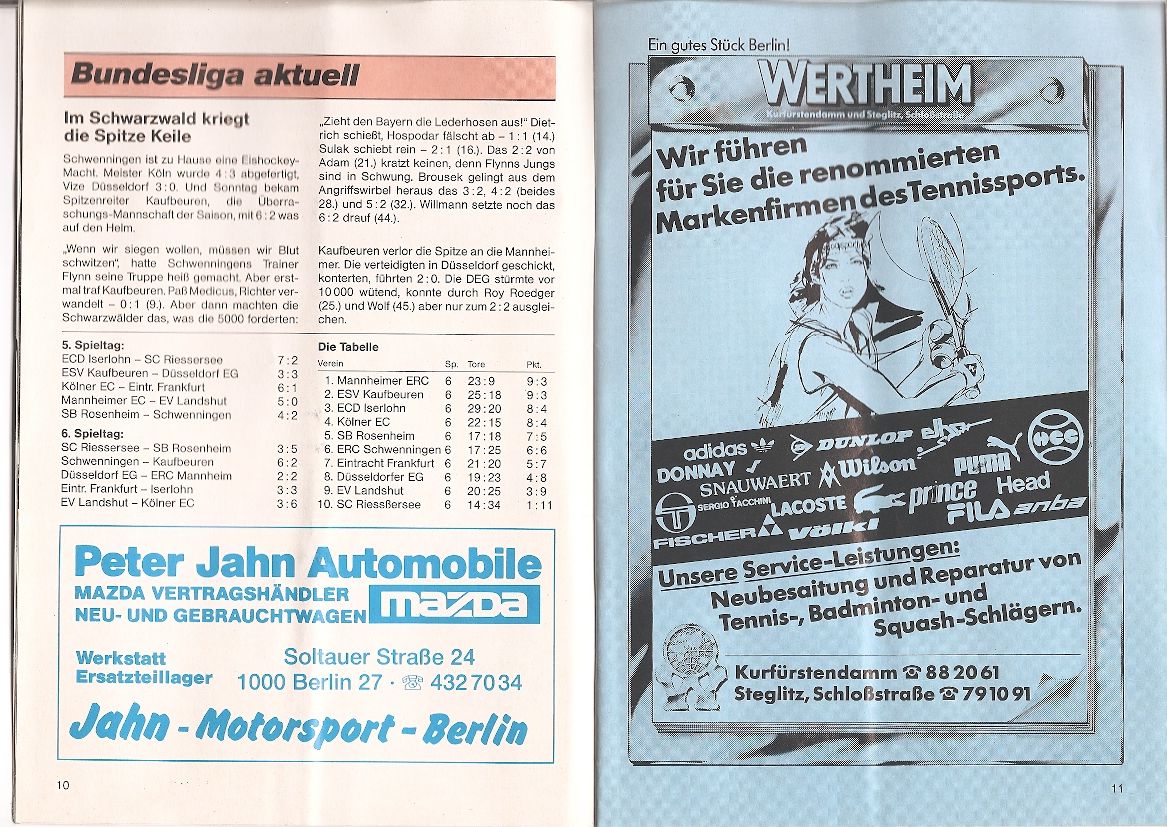 Bundesliga aktuell
Im Schwarzwald kriegt
die Spitze Keile
Schwenningen ist zu Hause eine Eishockey-
Macht. Meister Köln wurde 4:3 abgefertigt,
Vize Düsseldorf 3:0. Und Sonntag bekam
Spitzenreiter Kaufbeuren, die Überra-
schungs-Mannschaft der Saison, mit 6:2 was
auf den Helm.
„Wenn wir siegen wollen, müssen wir Blut
schwitzen", hatte Schwenningens Trainer
Flynn seine Truppe heiß gemacht. Aber erst-
mal traf Kaufbeuren. Paß Medicus, Richter ver-
wandelt – 0:1 (9.). Aber dann machten die
Schwarzwälder das, was die 5000 forderten:
„Zieht den Bayern die Lederhosen aus!" Diet-
rich schießt, Hospodar fälscht ab – 1:1 (14.)
Sulak schiebt rein – 2:1 (16.). Das 2:2 von
Adam (21.) kratzt keinen, denn Flynns Jungs
sind in Schwung. Brousek gelingt aus dem
Angriffswirbel heraus das 3:2, 4:2 (beides
28.) und 5:2 (32.). Willmann setzte noch das
6:2 drauf (44.).
Kaufbeuren verlor die Spitze an die Mannhei-
mer. Die verteidigten in Düsseldorf geschickt,
konterten, führten 2:0. Die DEG stürmte vor
10000 wütend, konnte durch Roy Roedger
(25.) und Wolf (45.) aber nur zum 2:2 ausglei-
chen.
5. Spieltag:
ECD Iserlohn – SC Riessersee 7:2
ESV Kaufbeuren – Düsseldorf EG 3:3
Kölner EC – Eintr. Frankfurt 6:1
Mannheimer EC – EV Landshut 5:0
SB Rosenheim – Schwenningen 4:2
6. Spieltag:
SC Riessersee – SB Rosenheim 3:5
Schwenningen – Kaufbeuren 6:2
Düsseldorf EG – ERC Mannheim 2:2
Eintr. Frankfurt – Iserlohn 3:3
EV Landshut – Kölner EC 3:6
Die Tabelle
Verein Sp. Tore Pkt.
1. Mannheimer ERC 6 23:9 9:3
2. ESV Kaufbeuren 6 25:18 9:3
3. ECD Iserlohn 6 29:20 8:4
4. Kölner EC 6 22:15 8:4
5. SB Rosenheim 6 17:18 7:5
6. ERC Schwenningen 6 17:25 6:6
7. Eintracht Frankfurt 6 21:20 5:7
8. Düsseldorfer EG 6 19:23 4:8
9. EV Landshut 6 20:25 3:9
10. SC Riessßersee 6 14:34 1:11
Peter Jahn Automobile
MAZDA VERTRAGSHÄNDLER
NEU- UND GEBRAUCHTWAGEN mazda
Werkstatt
Ersatzteillager
Soltauer Straße 24
1000 Berlin 27 · ☏ 4327034
Jahn - Motorsport - Berlin
10
Ein gutes Stück Berlin!
WERTHEIM
Kurfürstendamm und Steglitz, Schloßstraße
Wir führen
für Sie die renommierten
Markenfirmen des Tennissports.
adidas DUNLOP elho HCC
DONNAY SNAUWAERT Wilson PUMA
SERGIO TACCHINI LACOSTE prince Head
FISCHER VÖLKL FILA anba
Unsere Service-Leistungen:
Neubesaitung und Reparatur von
Tennis-, Badminton- und
Squash-Schlägern.
Kurfürstendamm ☎ 88 20 61
Steglitz, Schloßstraße ☎ 79 10 91
11